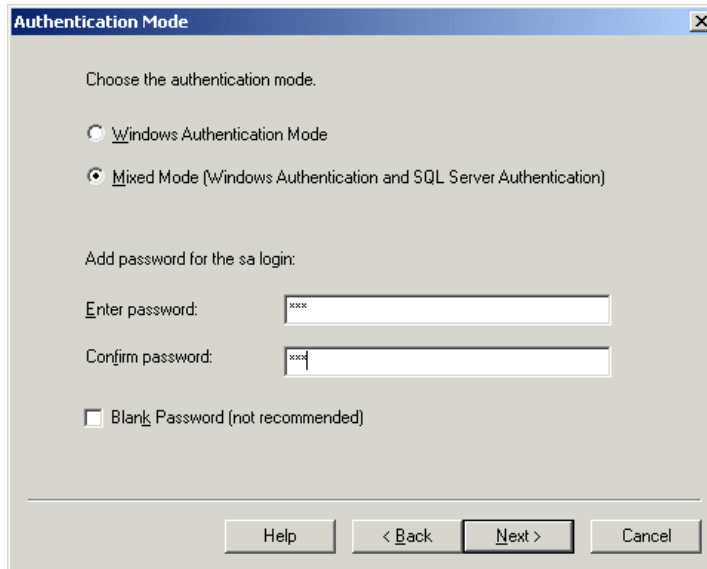 Authentication Mode
Choose the authentication mode.
Windows Authentication Mode
Mixed Mode (Windows Authentication and SQL Server Authentication)
Add password for the sa login:
Enter password: ***
Confirm password: ***
Blank Password (not recommended)
Help < Back Next > Cancel